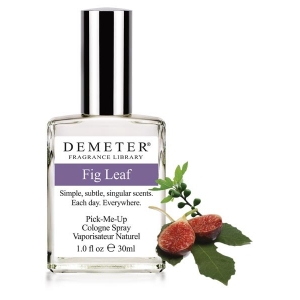 DEMETER®
FRAGRANCE LIBRARY
Fig Leaf
Simple, subtle, singular scents.
Each day. Everywhere.
Pick-Me-Up
Cologne Spray
Vaporisateur Naturel
1.0 fl oz ℮ 30ml